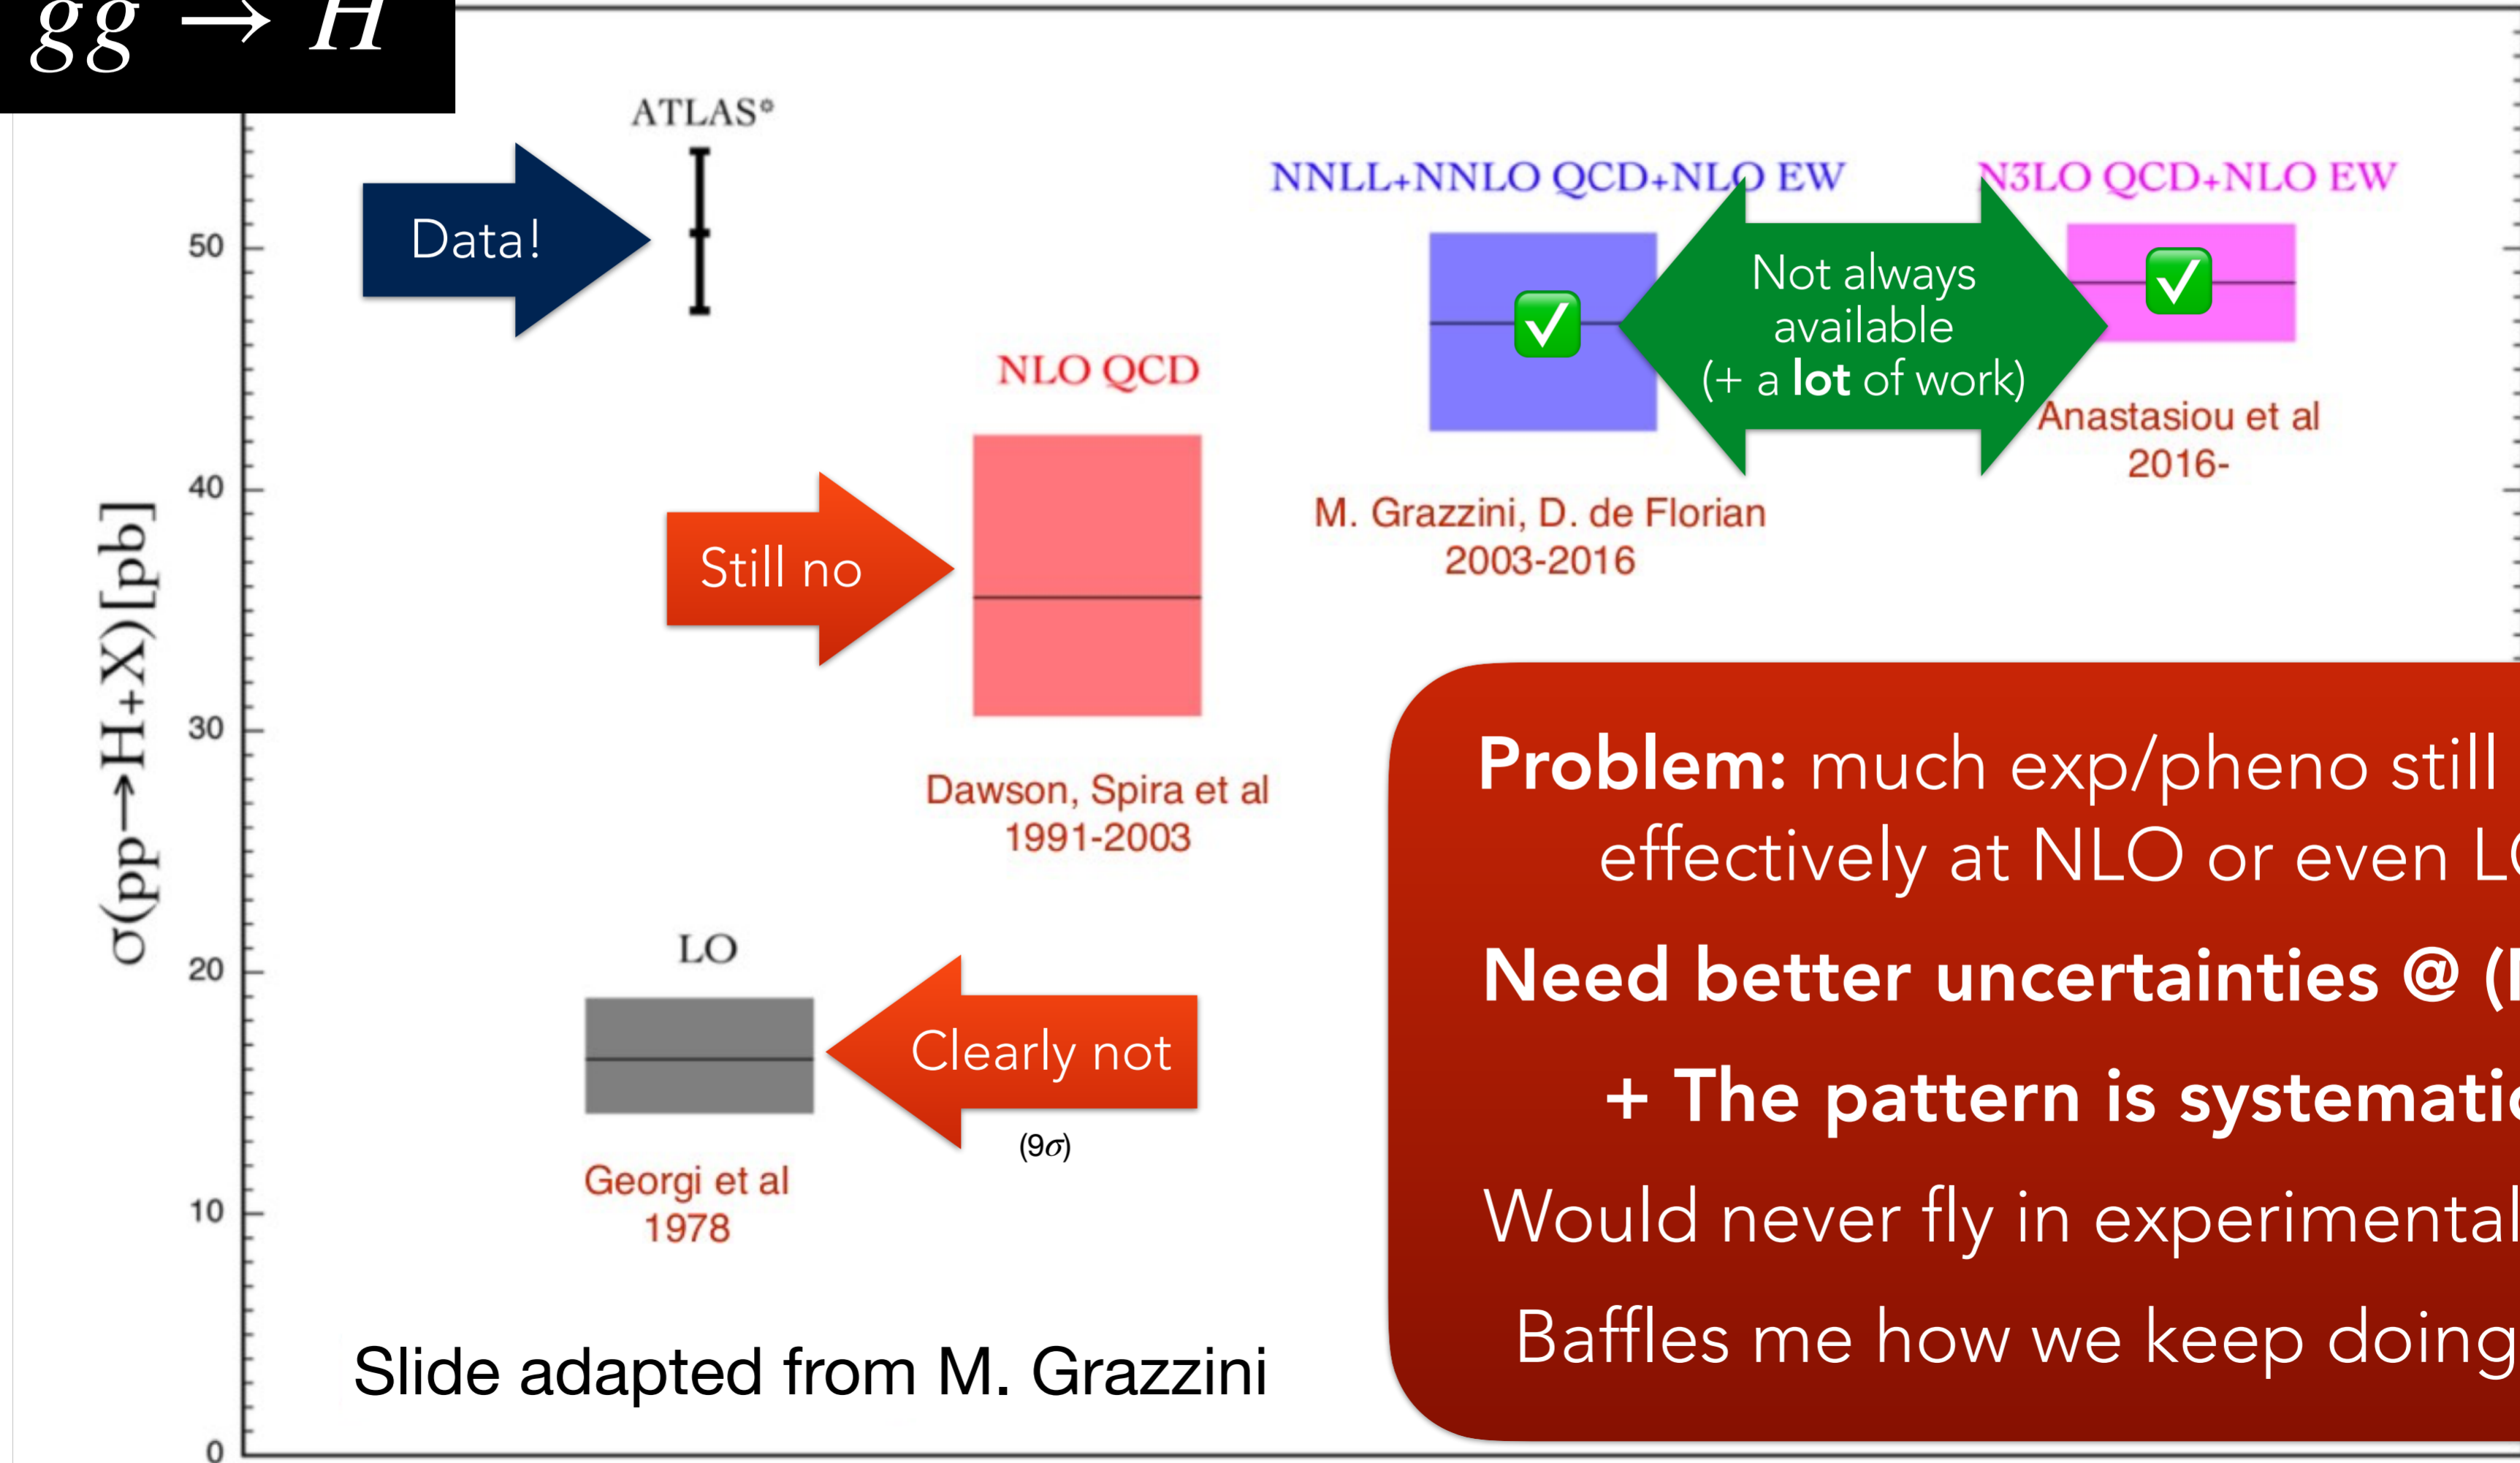 gg → H
ATLAS*
Data!
50
NNLL+NNLO QCD+NLO EW
N3LO QCD+NLO EW
Not always
available
(+ a lot of work)
NLO QCD
Anastasiou et al
2016-
40
M. Grazzini, D. de Florian
2003-2016
Still no
σ(pp→H+X) [pb]
30
Dawson, Spira et al
1991-2003
Problem: much exp/pheno still
effectively at NLO or even
Need better uncertainties @
+ The pattern is
Would never fly in experimental
Baffles me how we keep doing
LO
20
Clearly not
(9σ)
Georgi et al
1978
10
Slide adapted from M. Grazzini
0